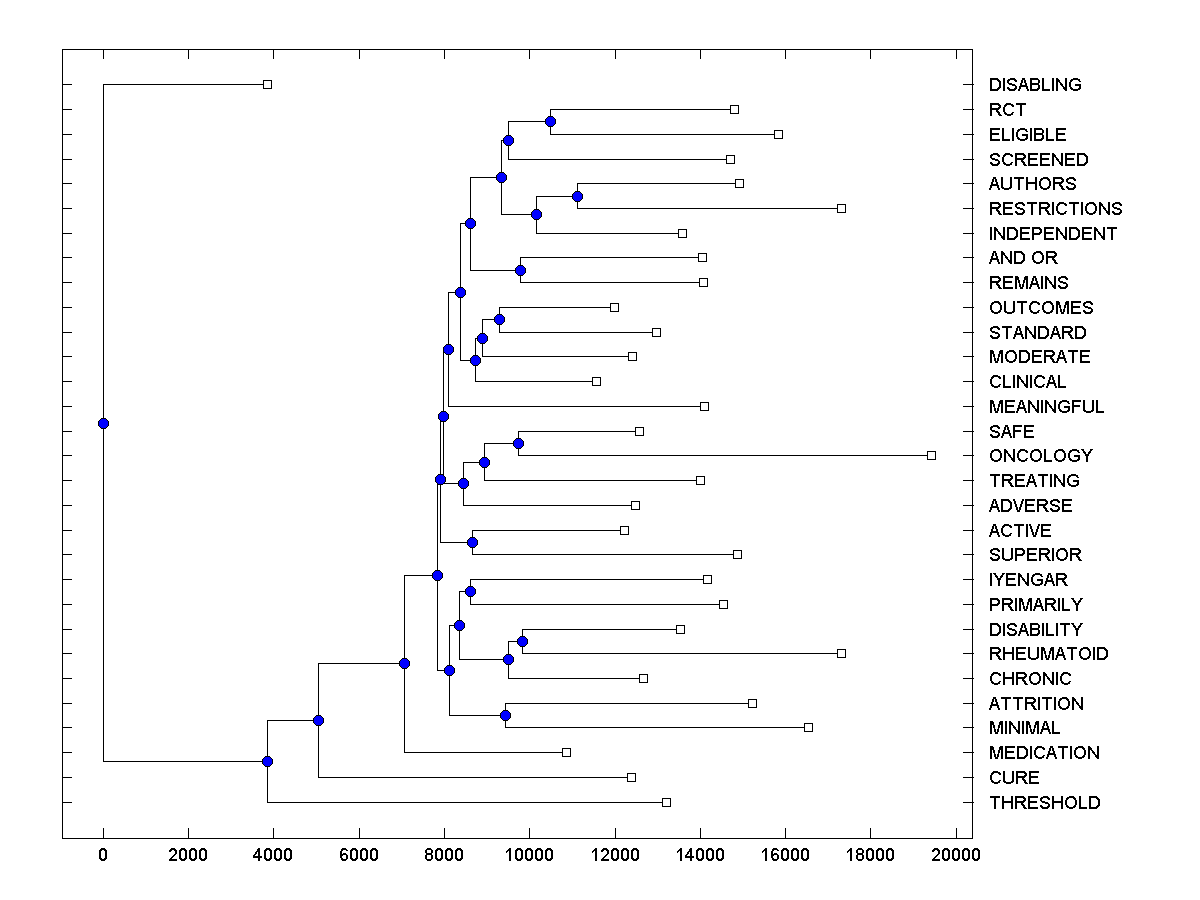 DISABLING
RCT
ELIGIBLE
SCREENED
AUTHORS
RESTRICTIONS
INDEPENDENT
AND OR
REMAINS
OUTCOMES
STANDARD
MODERATE
CLINICAL
MEANINGFUL
SAFE
ONCOLOGY
TREATING
ADVERSE
ACTIVE
SUPERIOR
IYENGAR
PRIMARILY
DISABILITY
RHEUMATOID
CHRONIC
ATTRITION
MINIMAL
MEDICATION
CURE
THRESHOLD
0 2000 4000 6000 8000 10000 12000 14000 16000 18000 20000